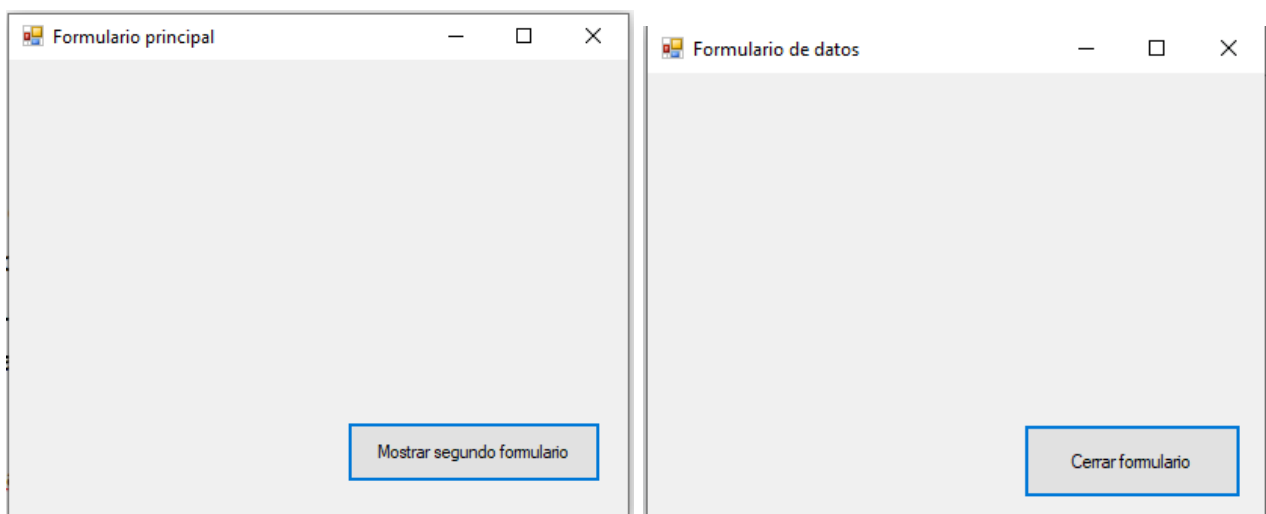 Formulario principal
Mostrar segundo formulario
Formulario de datos
Cerrar formulario